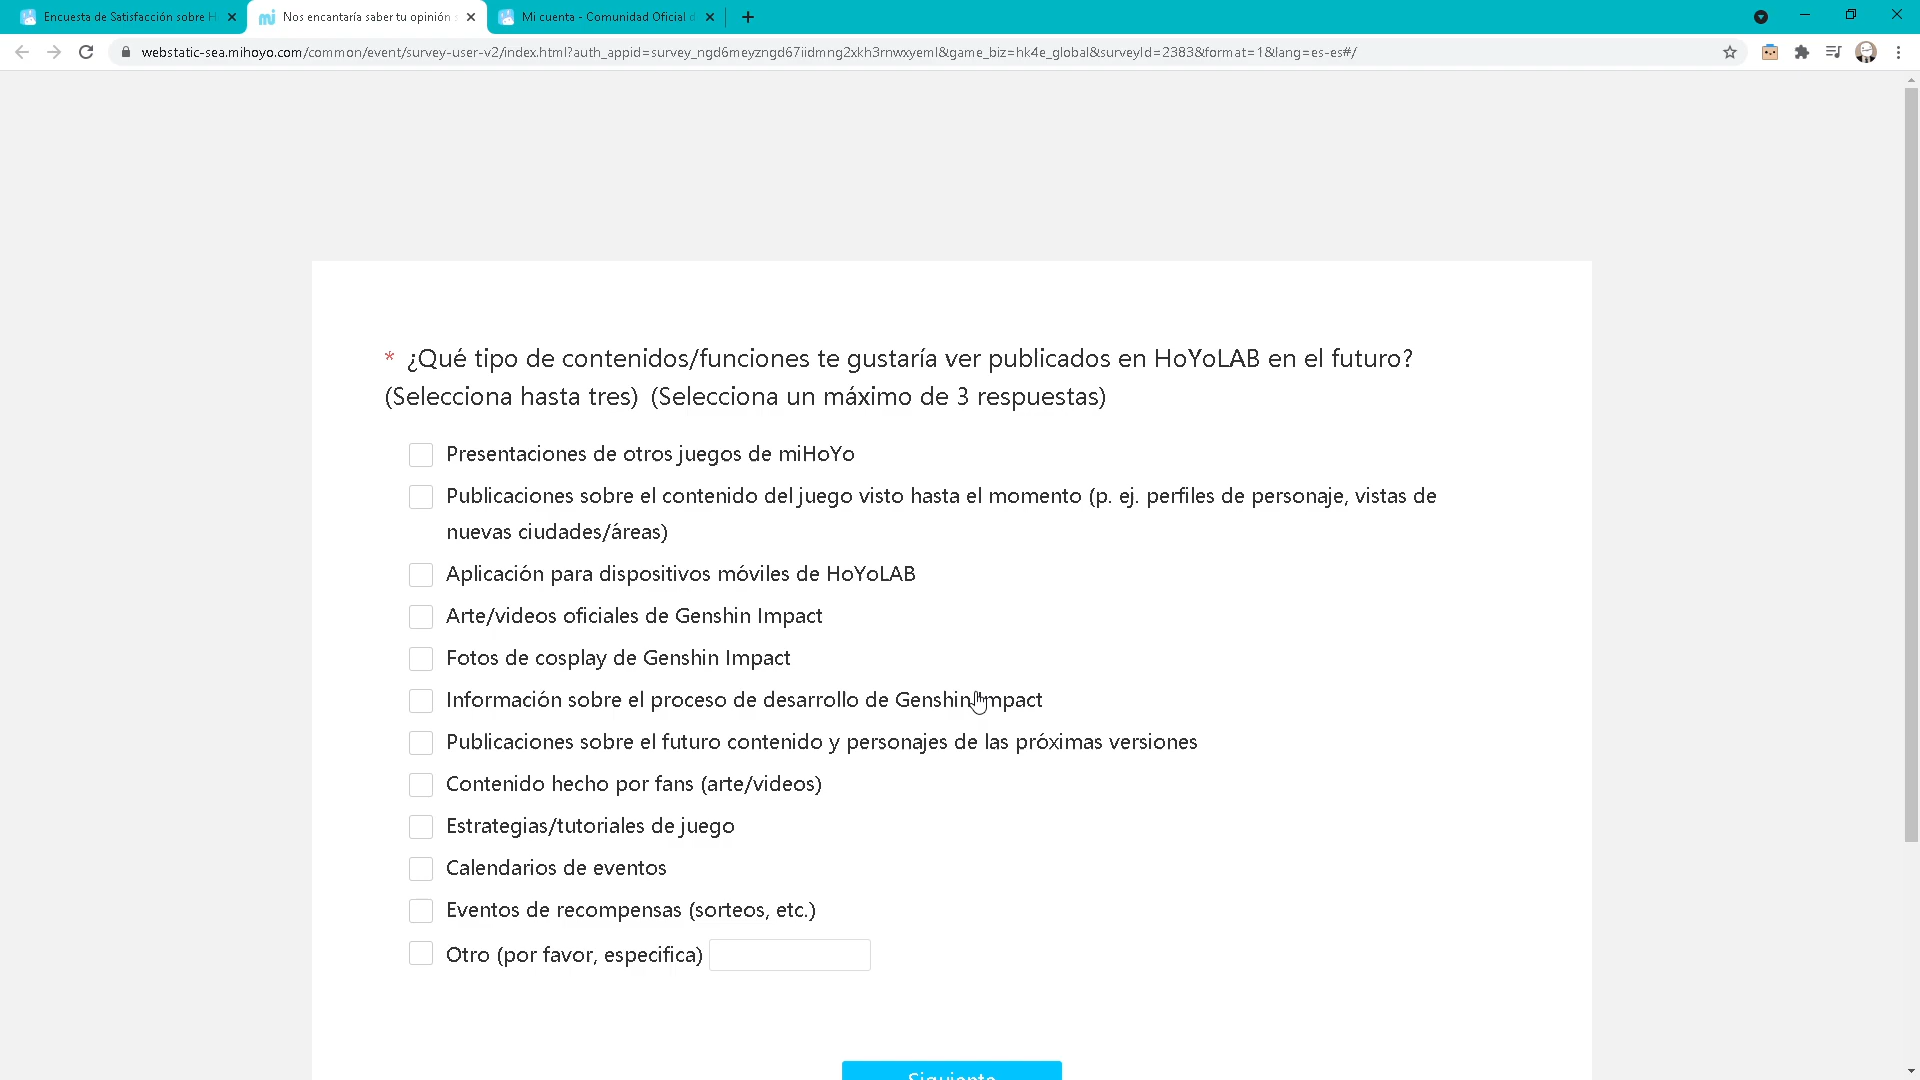 Encuesta de Satisfacción sobre H
Nos encantaría saber tu opinión s
Mi cuenta - Comunidad Oficial d
webstatic-sea.mihoyo.com/common/event/survey-user-v2/index.html?auth_appid=survey_ngd6meyzngd67iidmng2xkh3rnwxyeml&game_biz=hk4e_global&surveyId=2383&format=1&lang=es-es#/
* ¿Qué tipo de contenidos/funciones te gustaría ver publicados en HoYoLAB en el futuro?
(Selecciona hasta tres) (Selecciona un máximo de 3 respuestas)
Presentaciones de otros juegos de miHoYo
Publicaciones sobre el contenido del juego visto hasta el momento (p. ej. perfiles de personaje, vistas de
nuevas ciudades/áreas)
Aplicación para dispositivos móviles de HoYoLAB
Arte/videos oficiales de Genshin Impact
Fotos de cosplay de Genshin Impact
Información sobre el proceso de desarrollo de Genshin Impact
Publicaciones sobre el futuro contenido y personajes de las próximas versiones
Contenido hecho por fans (arte/videos)
Estrategias/tutoriales de juego
Calendarios de eventos
Eventos de recompensas (sorteos, etc.)
Otro (por favor, especifica)
Siguiente